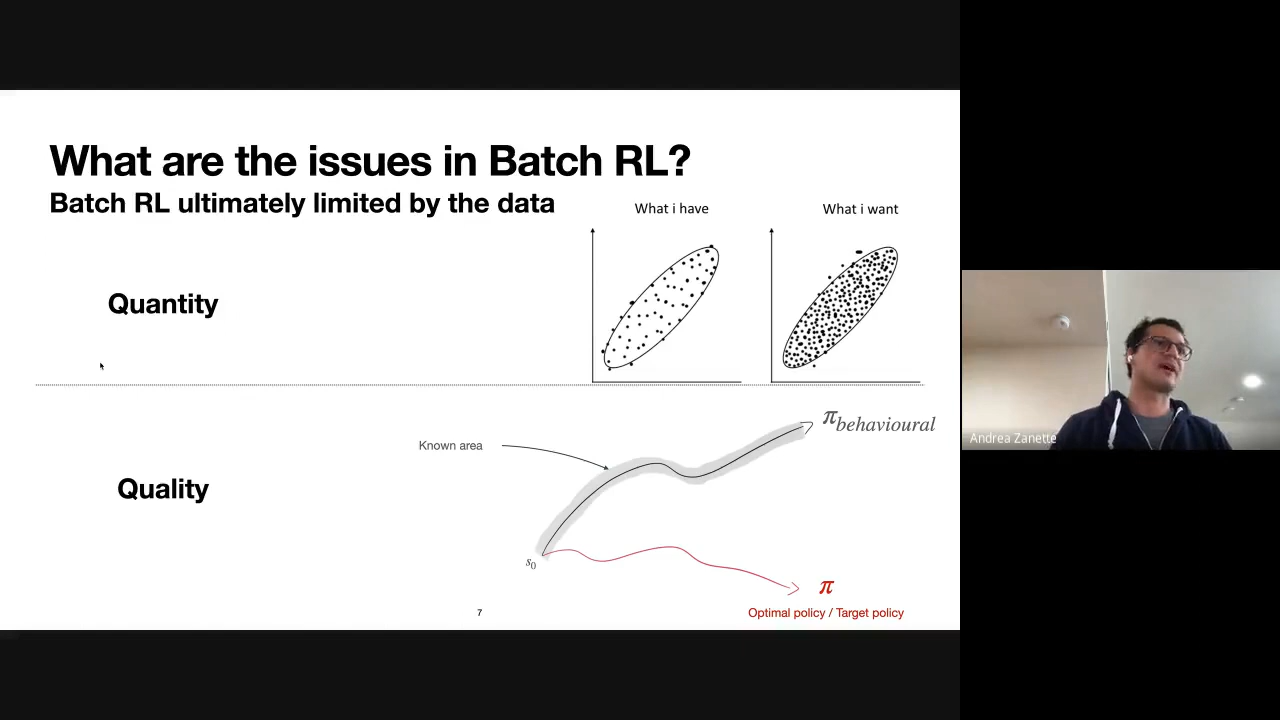 What are the issues in Batch RL?
Batch RL ultimately limited by the data
What i have
What i want
Quantity
π behavioural
Known area
Quality
s0
π
Optimal policy / Target policy
7
Andrea Zanette